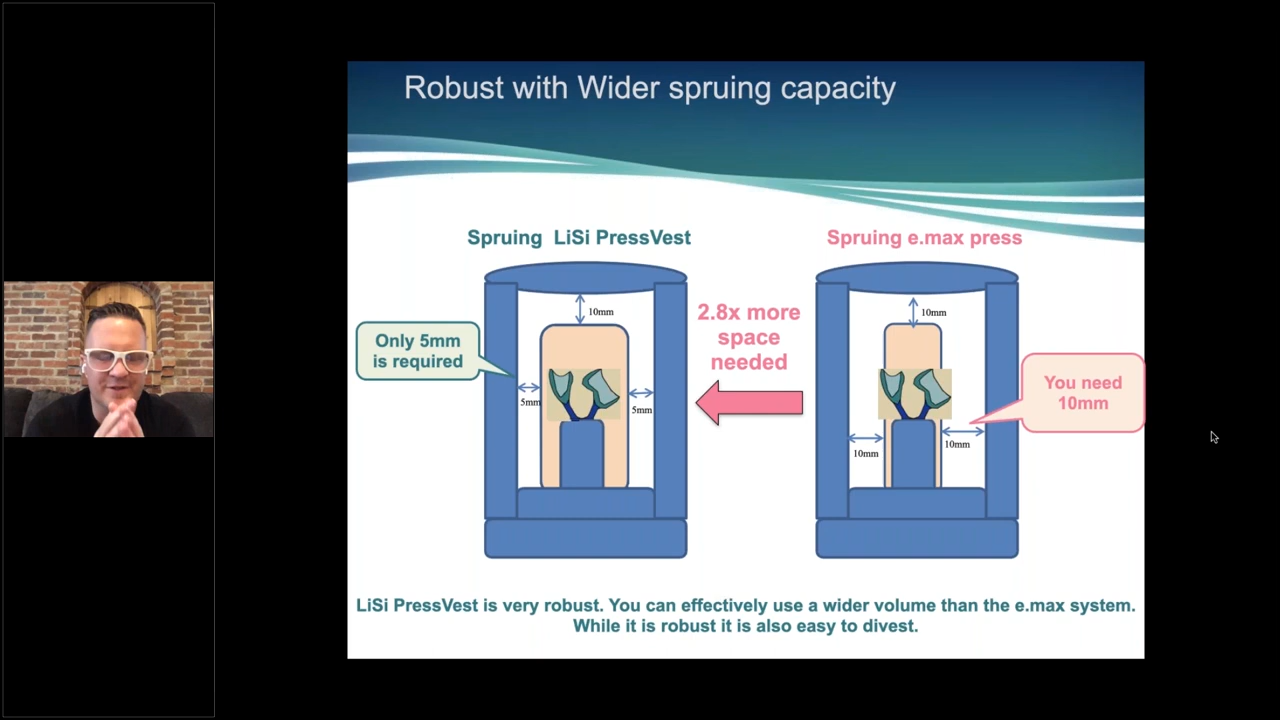 Robust with Wider spruing capacity
Spruing LiSi PressVest
Spruing e.max press
10mm
10mm
2.8x more
space
needed
Only 5mm
is required
5mm
5mm
You need
10mm
10mm
10mm
LiSi PressVest is very robust. You can effectively use a wider volume than the e.max system.
While it is robust it is also easy to divest.